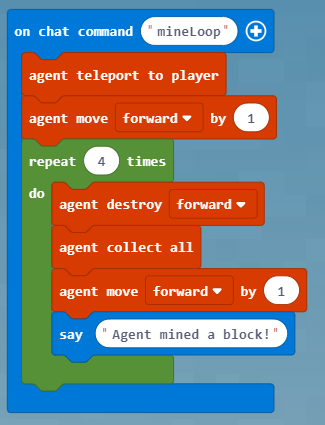 on chat command "mineLoop"
agent teleport to player
agent move forward by 1
repeat 4 times
do
agent destroy forward
agent collect all
agent move forward by 1
say "Agent mined a block!"